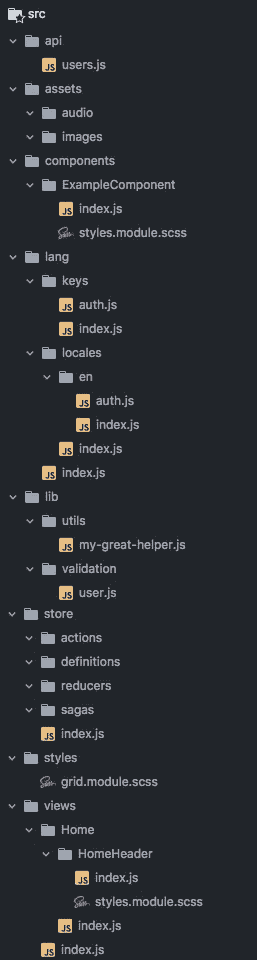 src
api
JS users.js
assets
audio
images
components
ExampleComponent
JS index.js
Sass styles.module.scss
lang
keys
JS auth.js
JS index.js
locales
en
JS auth.js
JS index.js
JS index.js
JS index.js
lib
utils
JS my-great-helper.js
validation
JS user.js
store
actions
definitions
reducers
sagas
JS index.js
styles
Sass grid.module.scss
views
Home
HomeHeader
JS index.js
Sass styles.module.scss
JS index.js
JS index.js